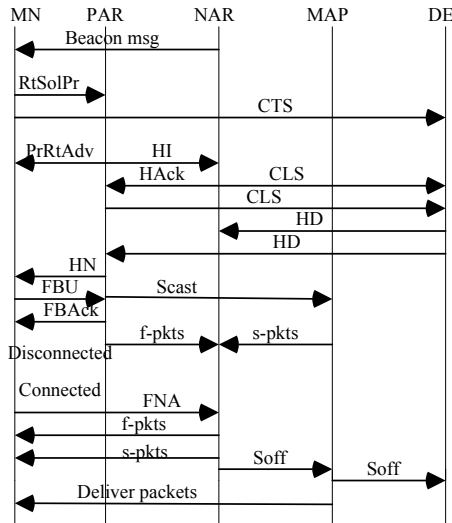 MN PAR NAR MAP DE
Beacon msg
RtSolPr
CTS
PrRtAdv HI
HAck CLS
CLS
HD
HD
HN
FBU Scast
FBAck
f-pkts s-pkts
Disconnected
Connected
FNA
f-pkts
s-pkts
Soff Soff
Deliver packets